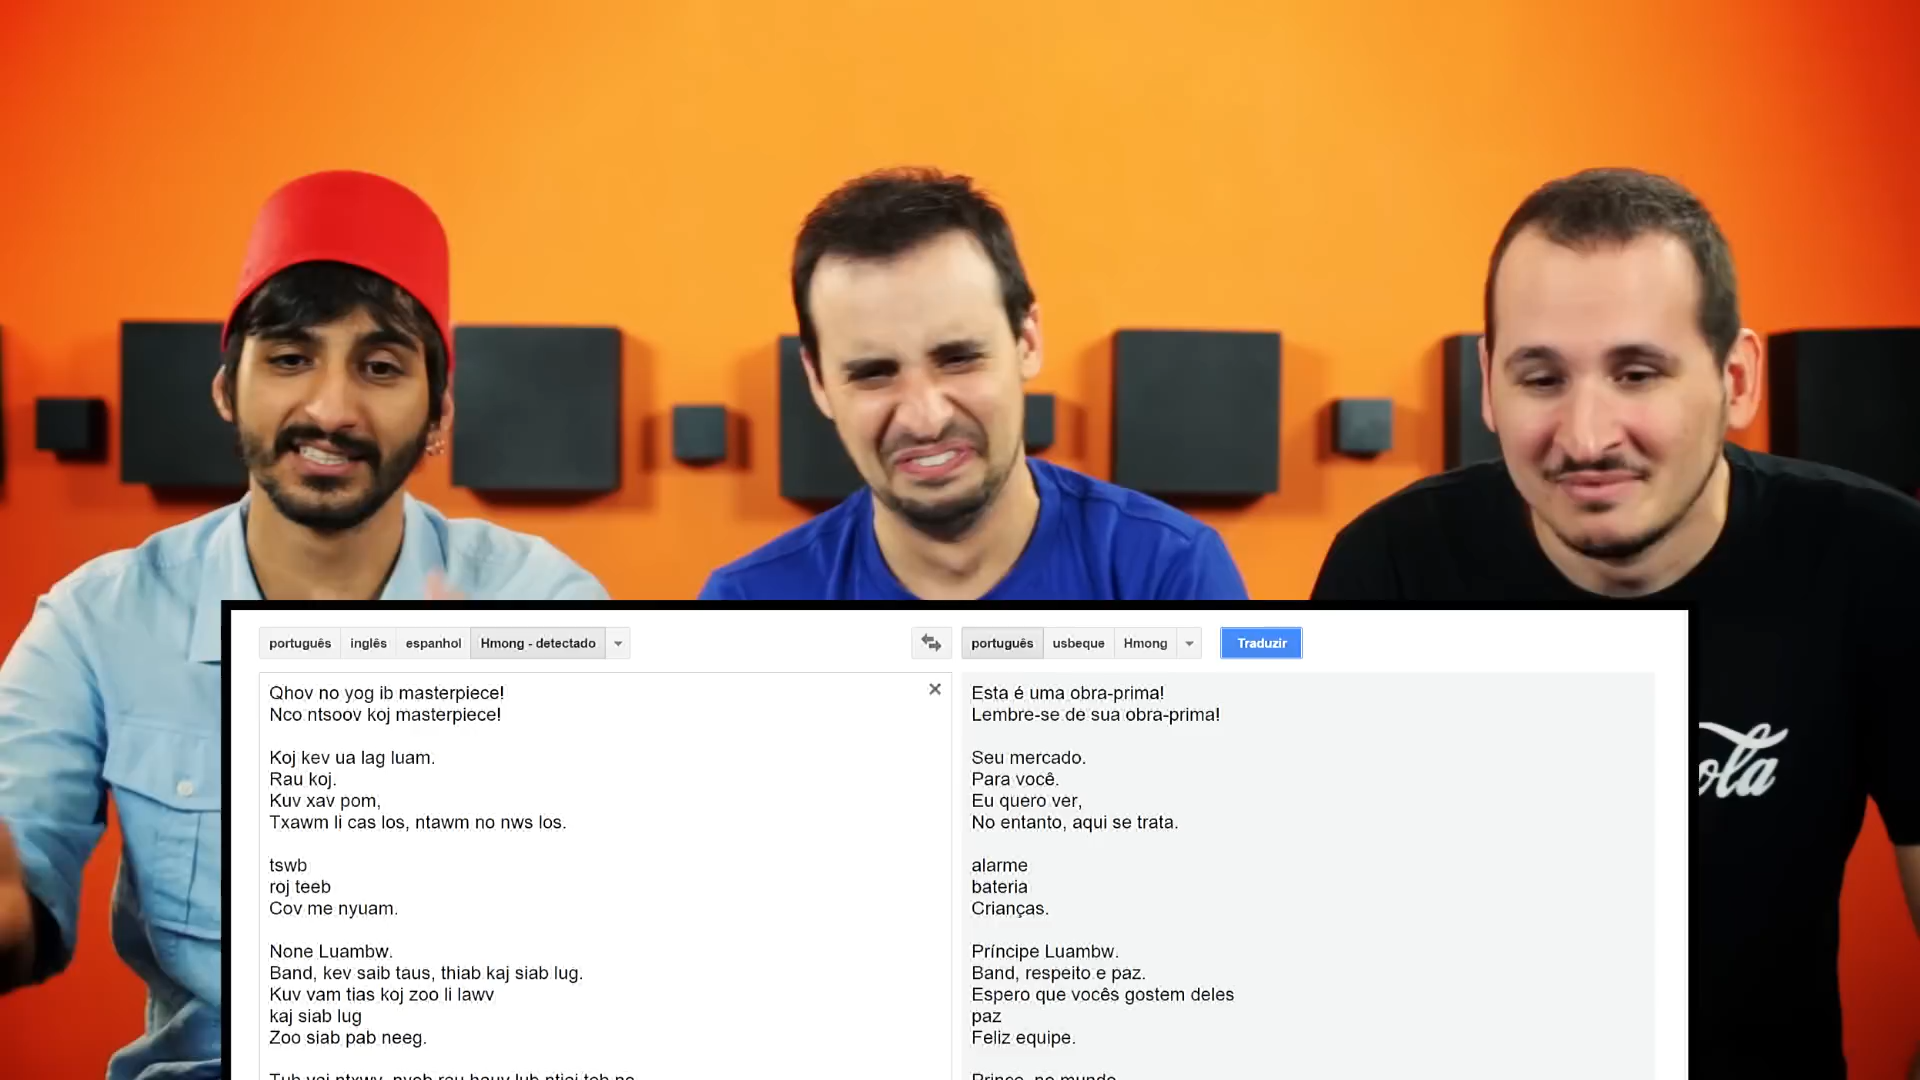 português inglês espanhol Hmong - detectado
português usbeque Hmong Traduzir
Qhov no yog ib masterpiece!
Nco ntsoov koj masterpiece!
Koj kev ua lag luam.
Rau koj.
Kuv xav pom,
Txawm li cas los, ntawm no nws los.
tswb
roj teeb
Cov me nyuam.
None Luambw.
Band, kev saib taus, thiab kaj siab lug.
Kuv vam tias koj zoo li lawv
kaj siab lug
Zoo siab pab neeg.
Esta é uma obra-prima!
Lembre-se de sua obra-prima!
Seu mercado.
Para você.
Eu quero ver,
No entanto, aqui se trata.
alarme
bateria
Crianças.
Príncipe Luambw.
Band, respeito e paz.
Espero que vocês gostem deles
paz
Feliz equipe.
ola